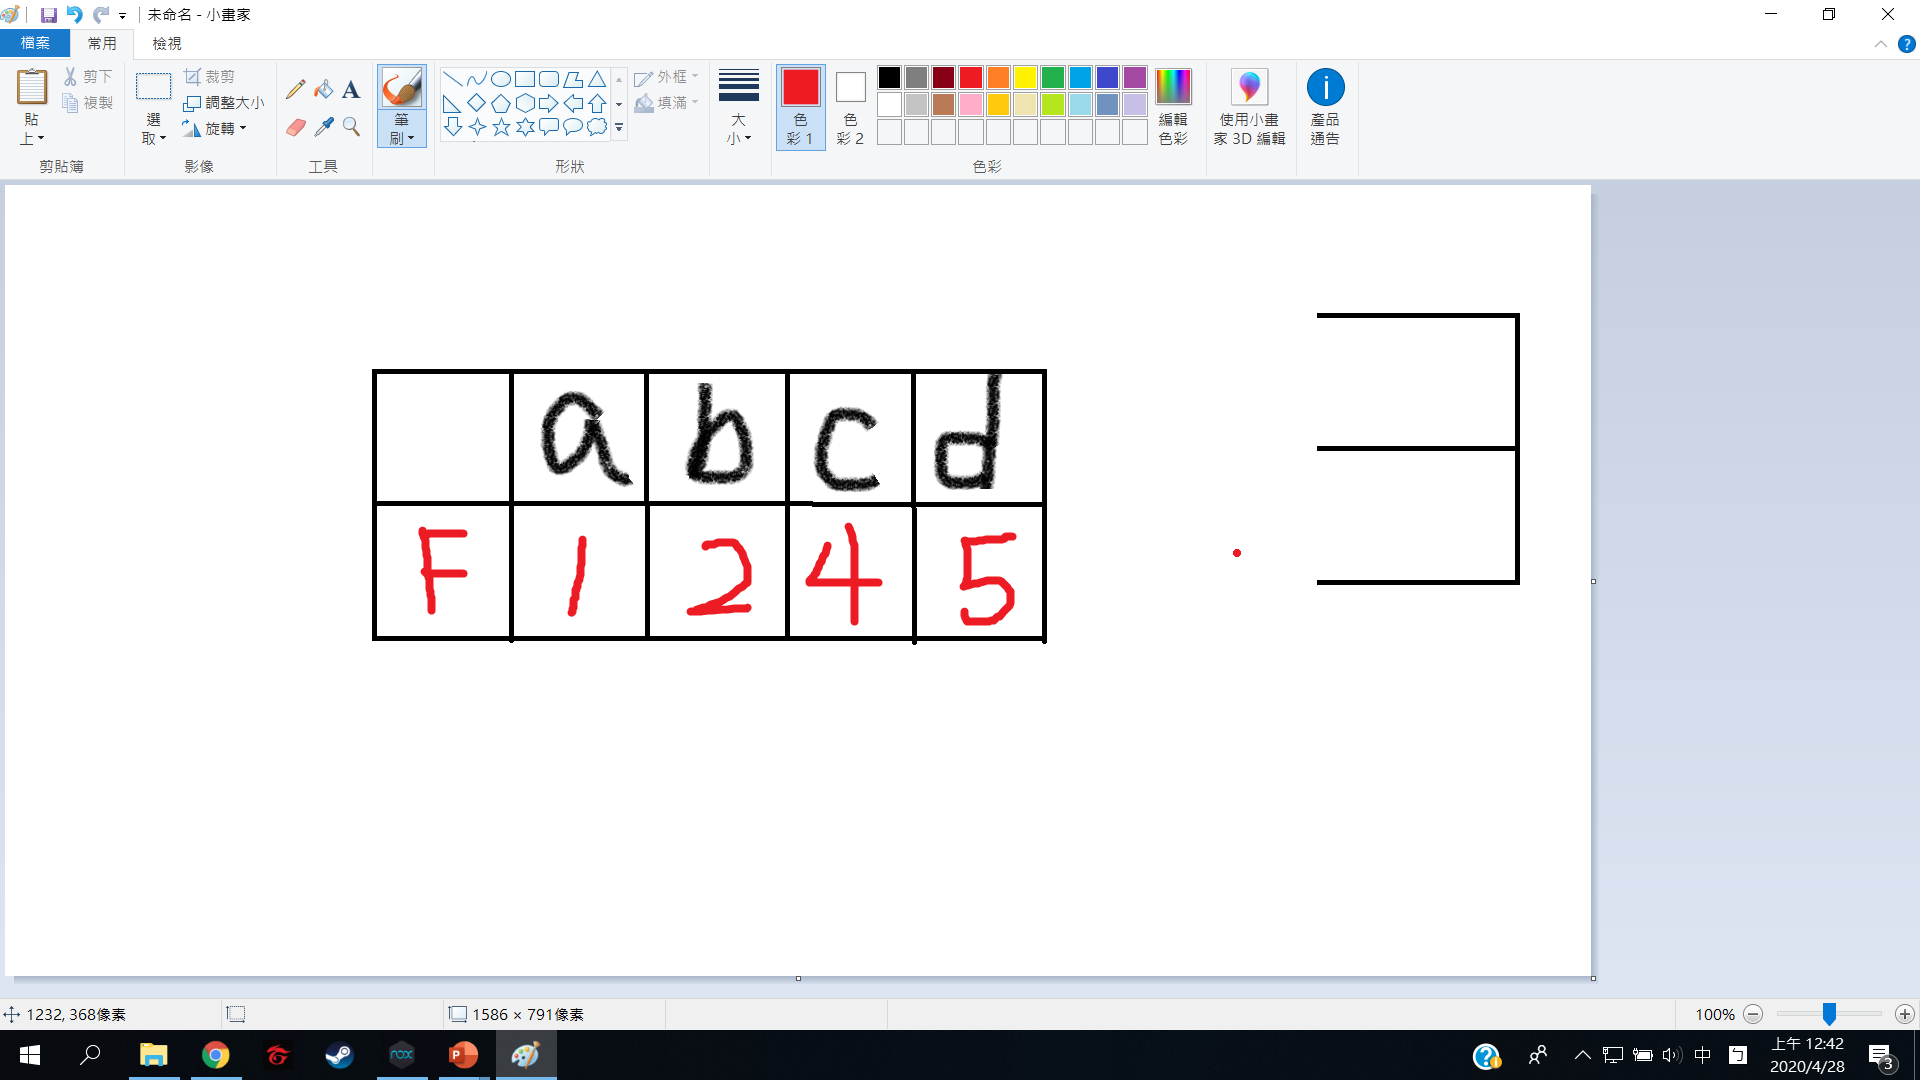 未命名 - 小畫家
檔案 常用 檢視
貼上 剪下 複製 剪貼簿
選取 裁剪 調整大小 旋轉 影像
A 工具
筆刷
外框 填滿 形狀
大小
色彩 1 色彩 2 編輯色彩 色彩
使用小畫家 3D 編輯
產品通告
a b c d
F 1 2 4 5
1232, 368像素 1586 × 791像素 100%
nox P 中 ㄅ 上午 12:42
2020/4/28 3